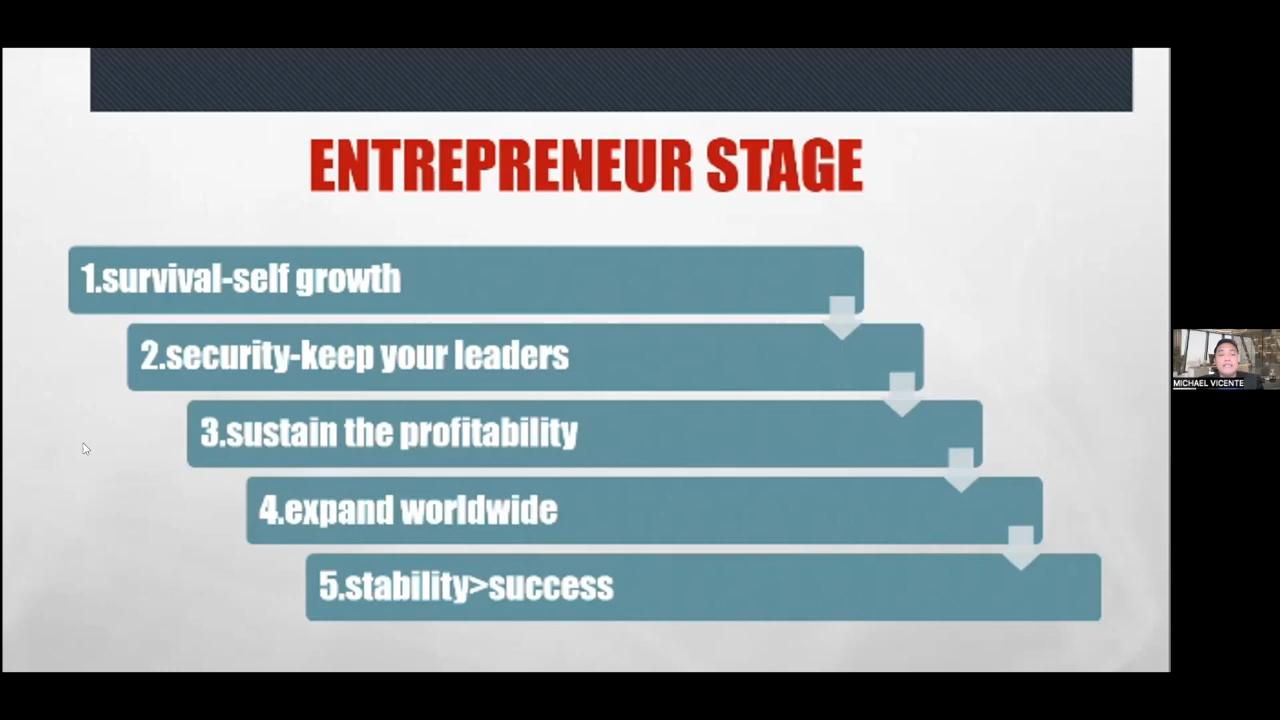 ENTREPRENEUR STAGE
1.survival-self growth
2.security-keep your leaders
3.sustain the profitability
4.expand worldwide
5.stability>success
MICHAEL VICENTE